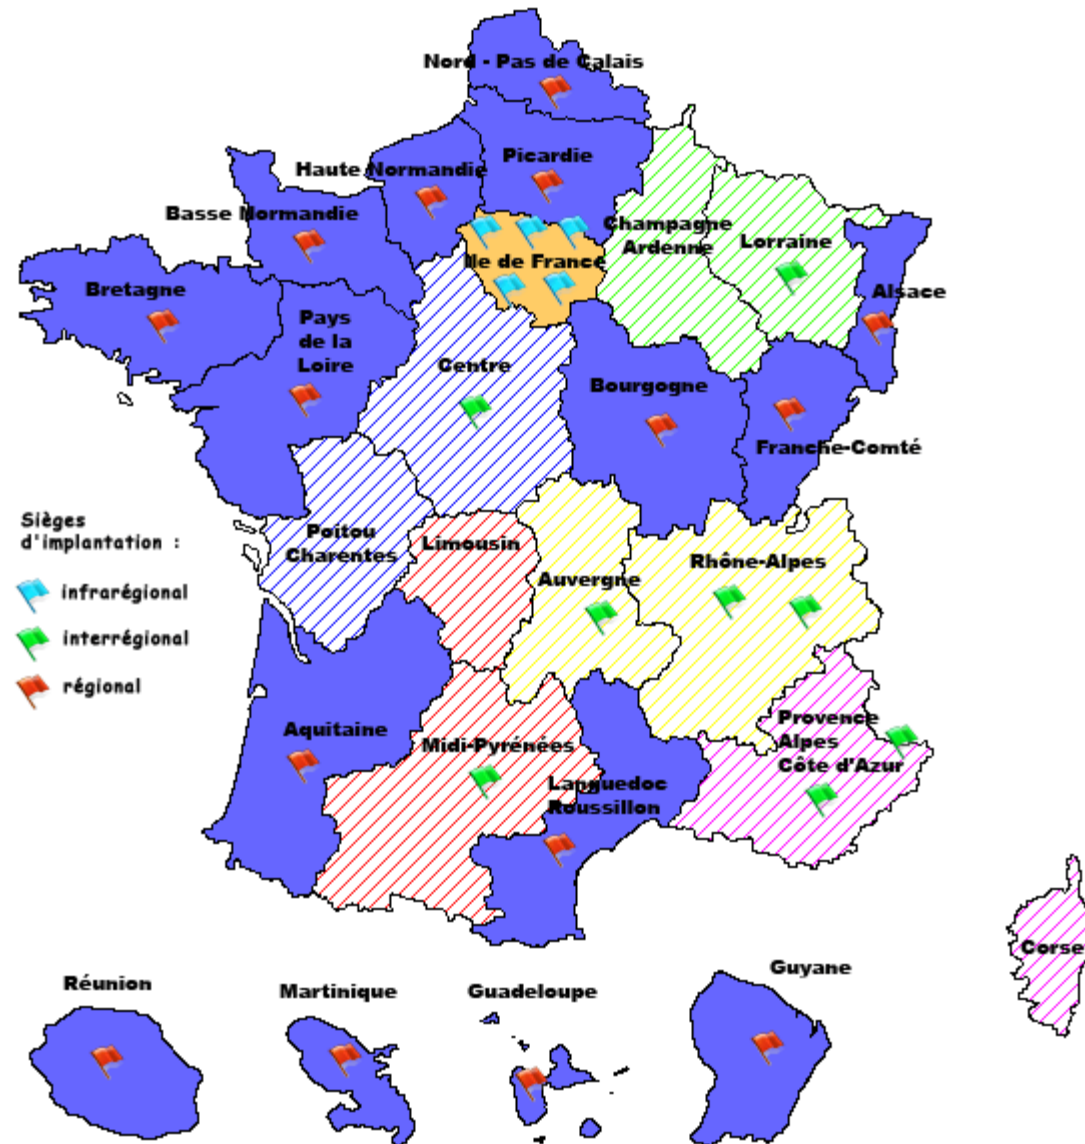 Nord - Pas de Calais
Picardie
Haute Normandie
Basse Normandie
Champagne
Ardenne
Lorraine
Ile de France
Alsace
Bretagne
Pays
de la
Loire
Centre
Bourgogne
Franche-Comté
Sièges
d'implantation :
infrarégional
interrégional
régional
Poitou
Charentes
Limousin
Auvergne
Rhône-Alpes
Aquitaine
Midi-Pyrénées
Languedoc
Roussillon
Provence
Alpes
Côte d'Azur
Corse
Réunion
Martinique
Guadeloupe
Guyane